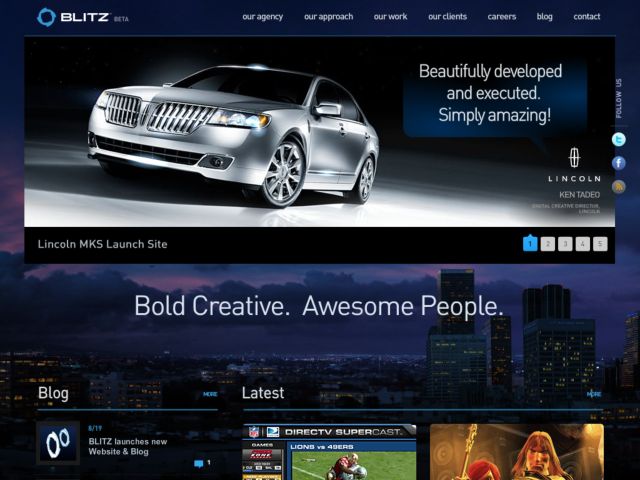 BLITZ BETA
our agency our approach our work our clients careers blog contact
Beautifully developed
and executed.
Simply amazing!
FOLLOW US
LINCOLN
KEN TADEO
DIGITAL CREATIVE DIRECTOR,
LINCOLN
Lincoln MKS Launch Site
1 2 3 4 5
Bold Creative. Awesome People.
Blog MORE
Latest MORE
8/19
BLITZ launches new
Website & Blog
1
NFL DIRECTV SUPERCAST
GAMES
LIONS vs 49ERS